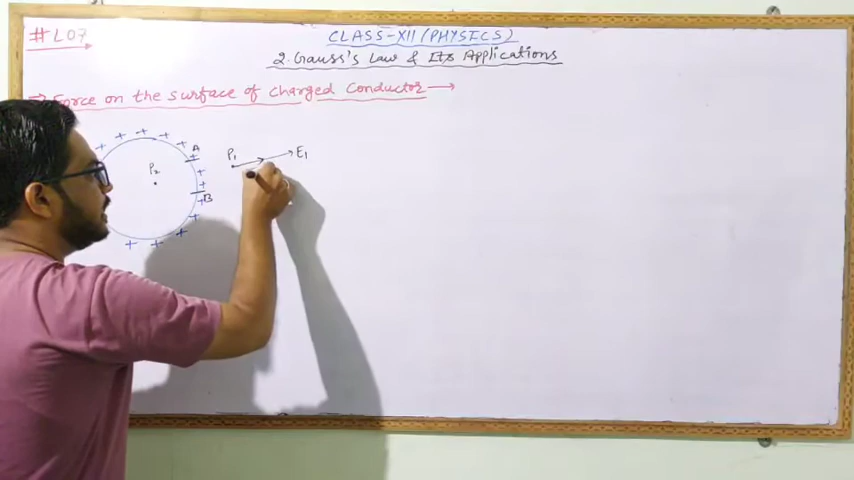 #L07
CLASS-XII (PHYSICS)
2. Gauss's Law & Its Applications
⇒ Force on the surface of charged Conductor →
+ + + + + A
P1 E1
P2
+ + + B
+ + + + +